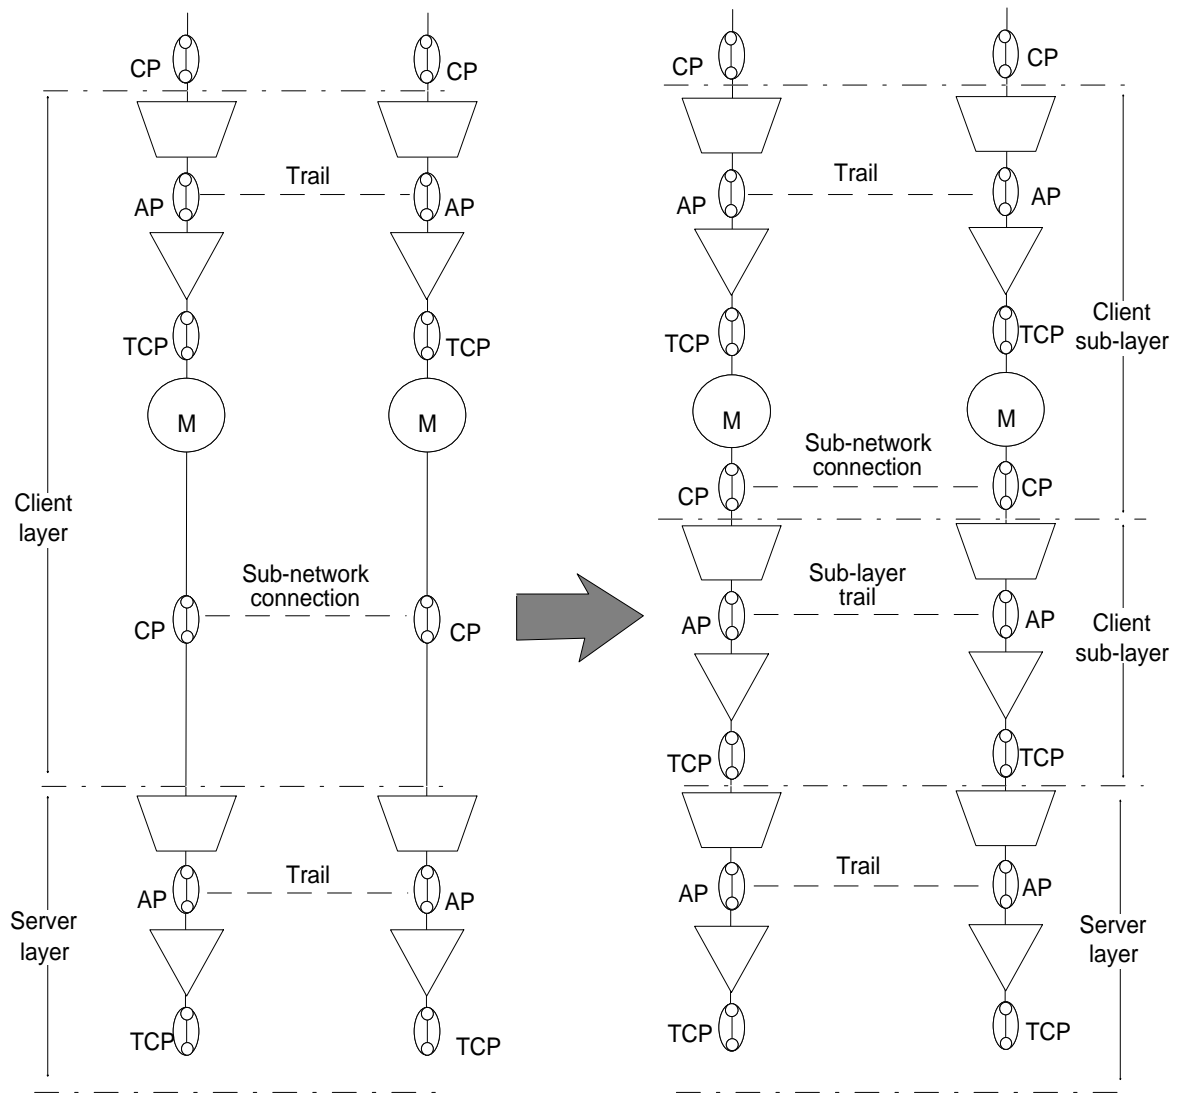 CP
CP
Trail
AP
AP
TCP
TCP
M
M
Client
layer
Sub-network
connection
CP
CP
Trail
AP
AP
Server
layer
TCP
TCP
CP
CP
Trail
AP
AP
Client
sub-layer
TCP
TCP
M
M
Sub-network
connection
CP
CP
Sub-layer
trail
AP
AP
Client
sub-layer
TCP
TCP
Trail
AP
AP
Server
layer
TCP
TCP